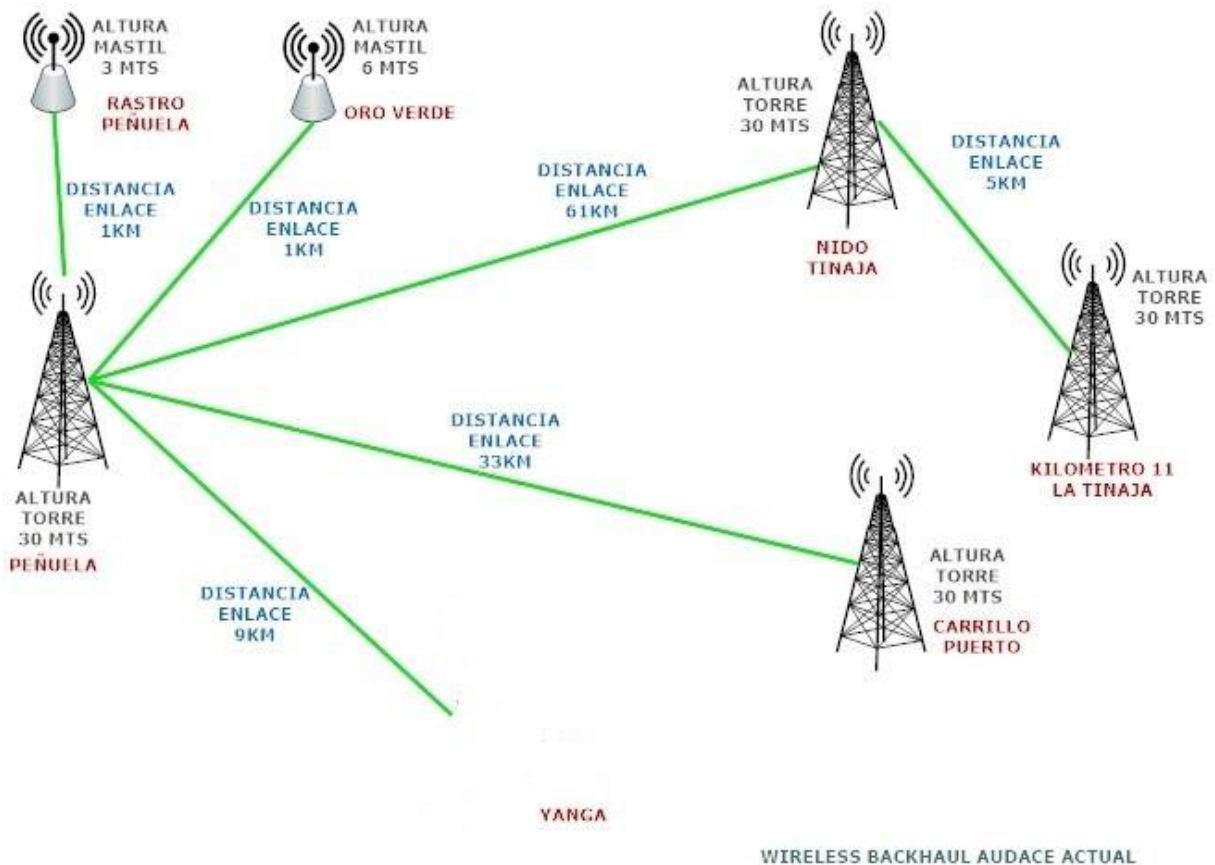 ALTURA
MASTIL
3 MTS
RASTRO
PEÑUELA
ALTURA
MASTIL
6 MTS
ORO VERDE
ALTURA
TORRE
30 MTS
NIDO
TINAJA
DISTANCIA
ENLACE
1KM
DISTANCIA
ENLACE
1KM
DISTANCIA
ENLACE
61KM
DISTANCIA
ENLACE
5KM
ALTURA
TORRE
30 MTS
KILOMETRO 11
LA TINAJA
ALTURA
TORRE
30 MTS
PEÑUELA
DISTANCIA
ENLACE
33KM
ALTURA
TORRE
30 MTS
CARRILLO
PUERTO
DISTANCIA
ENLACE
9KM
YANGA
WIRELESS BACKHAUL AUDACE ACTUAL